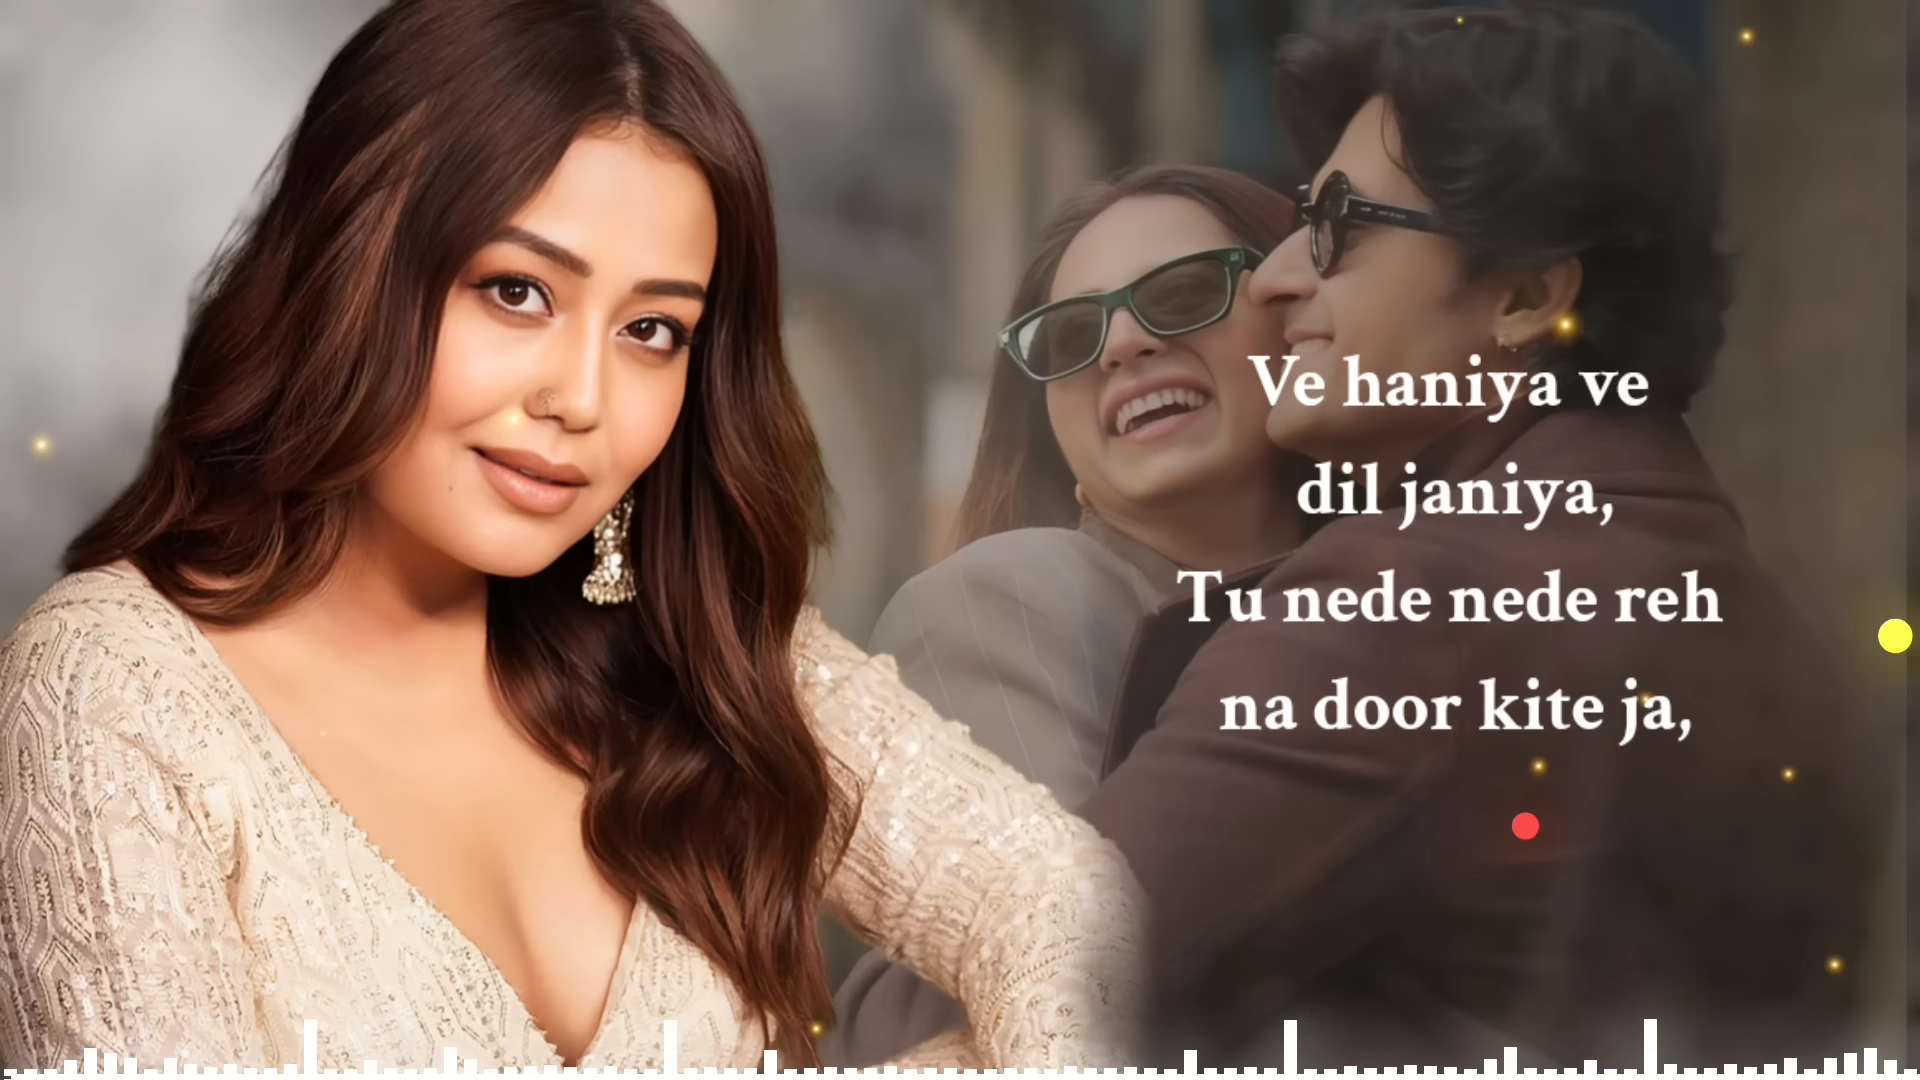 Ve haniya ve
dil janiya,
Tu nede nede reh
na door kite ja,